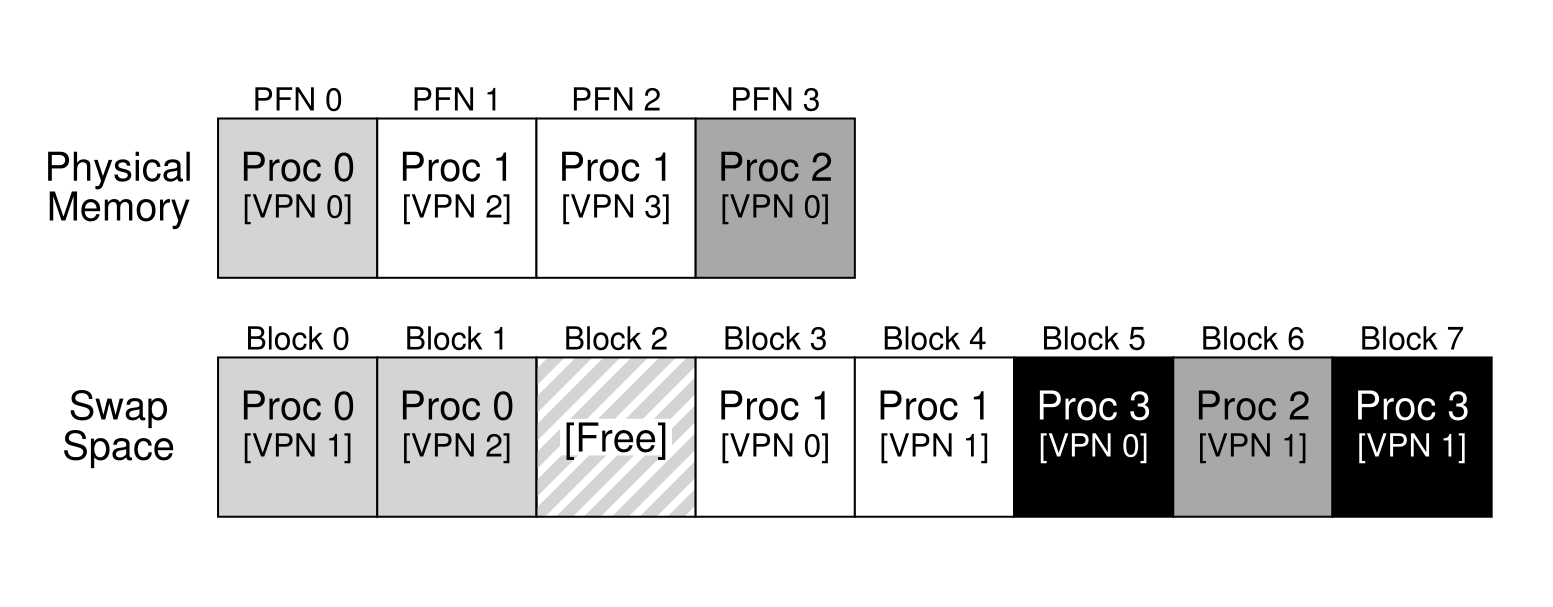 PFN 0 PFN 1 PFN 2 PFN 3
Physical Memory
Proc 0 Proc 1 Proc 1 Proc 2
[VPN 0] [VPN 2] [VPN 3] [VPN 0]
Block 0 Block 1 Block 2 Block 3 Block 4 Block 5 Block 6 Block 7
Swap Space
Proc 0 Proc 0 [Free] Proc 1 Proc 1 Proc 3 Proc 2 Proc 3
[VPN 1] [VPN 2] [VPN 0] [VPN 1] [VPN 0] [VPN 1] [VPN 1]